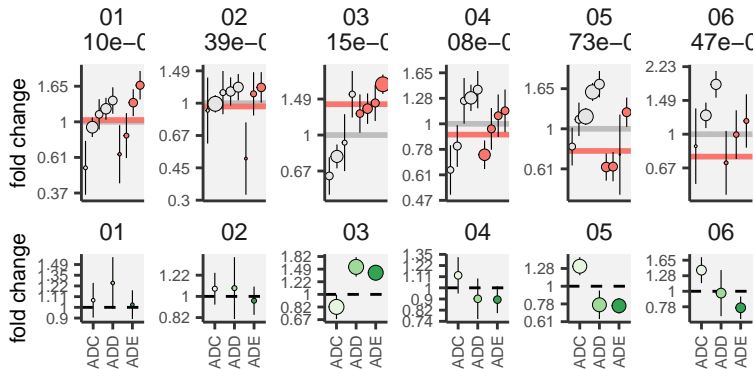 01 02 03 04 05 06
10e−0 39e−0 15e−0 08e−0 73e−0 47e−0
fold change
1.65 1 0.61 0.37
1.49 1 0.67 0.45 0.3
1.49 1 0.67
1.65 1.28 1 0.78 0.61 0.47
1.65 1 0.61
2.23 1.49 1 0.67
01 02 03 04 05 06
fold change
1.49 1.35 1.22 1.11 1 0.9
1.22 1 0.82
1.82 1.49 1.22 1 0.82 0.67
1.35 1.22 1.11 1 0.9 0.82 0.74
1.28 1 0.78 0.61
1.65 1.28 1 0.78
ADC ADD ADE ADC ADD ADE ADC ADD ADE ADC ADD ADE ADC ADD ADE ADC ADD ADE